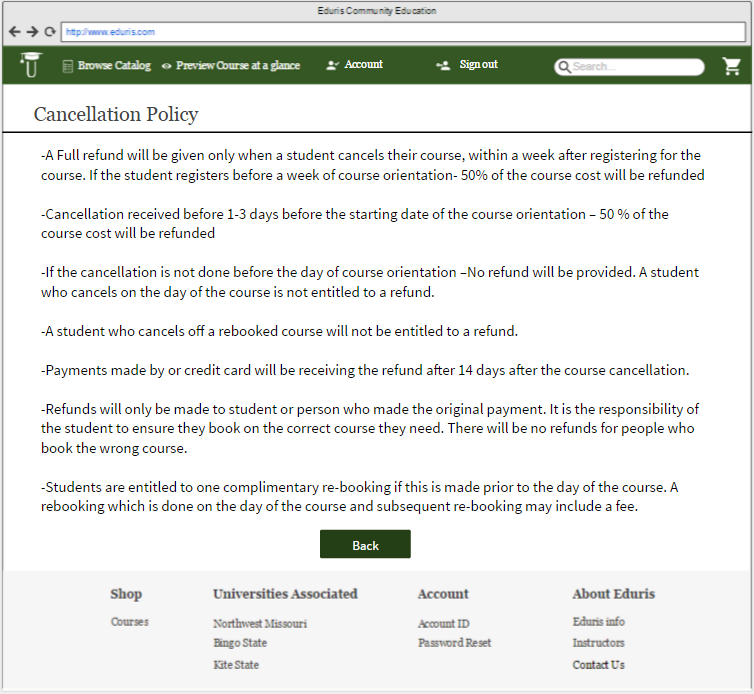 Eduris Community Education
http://www.eduris.com
Browse Catalog Preview Course at a glance Account Sign out Search...
Cancellation Policy
-A Full refund will be given only when a student cancels their course, within a week after registering for the
course. If the student registers before a week of course orientation- 50% of the course cost will be refunded
-Cancellation received before 1-3 days before the starting date of the course orientation – 50 % of the
course cost will be refunded
-If the cancellation is not done before the day of course orientation –No refund will be provided. A student
who cancels on the day of the course is not entitled to a refund.
-A student who cancels off a rebooked course will not be entitled to a refund.
-Payments made by or credit card will be receiving the refund after 14 days after the course cancellation.
-Refunds will only be made to student or person who made the original payment. It is the responsibility of
the student to ensure they book on the correct course they need. There will be no refunds for people who
book the wrong course.
-Students are entitled to one complimentary re-booking if this is made prior to the day of the course. A
rebooking which is done on the day of the course and subsequent re-booking may include a fee.
Back
Shop
Courses
Universities Associated
Northwest Missouri
Bingo State
Kite State
Account
Account ID
Password Reset
About Eduris
Eduris info
Instructors
Contact Us